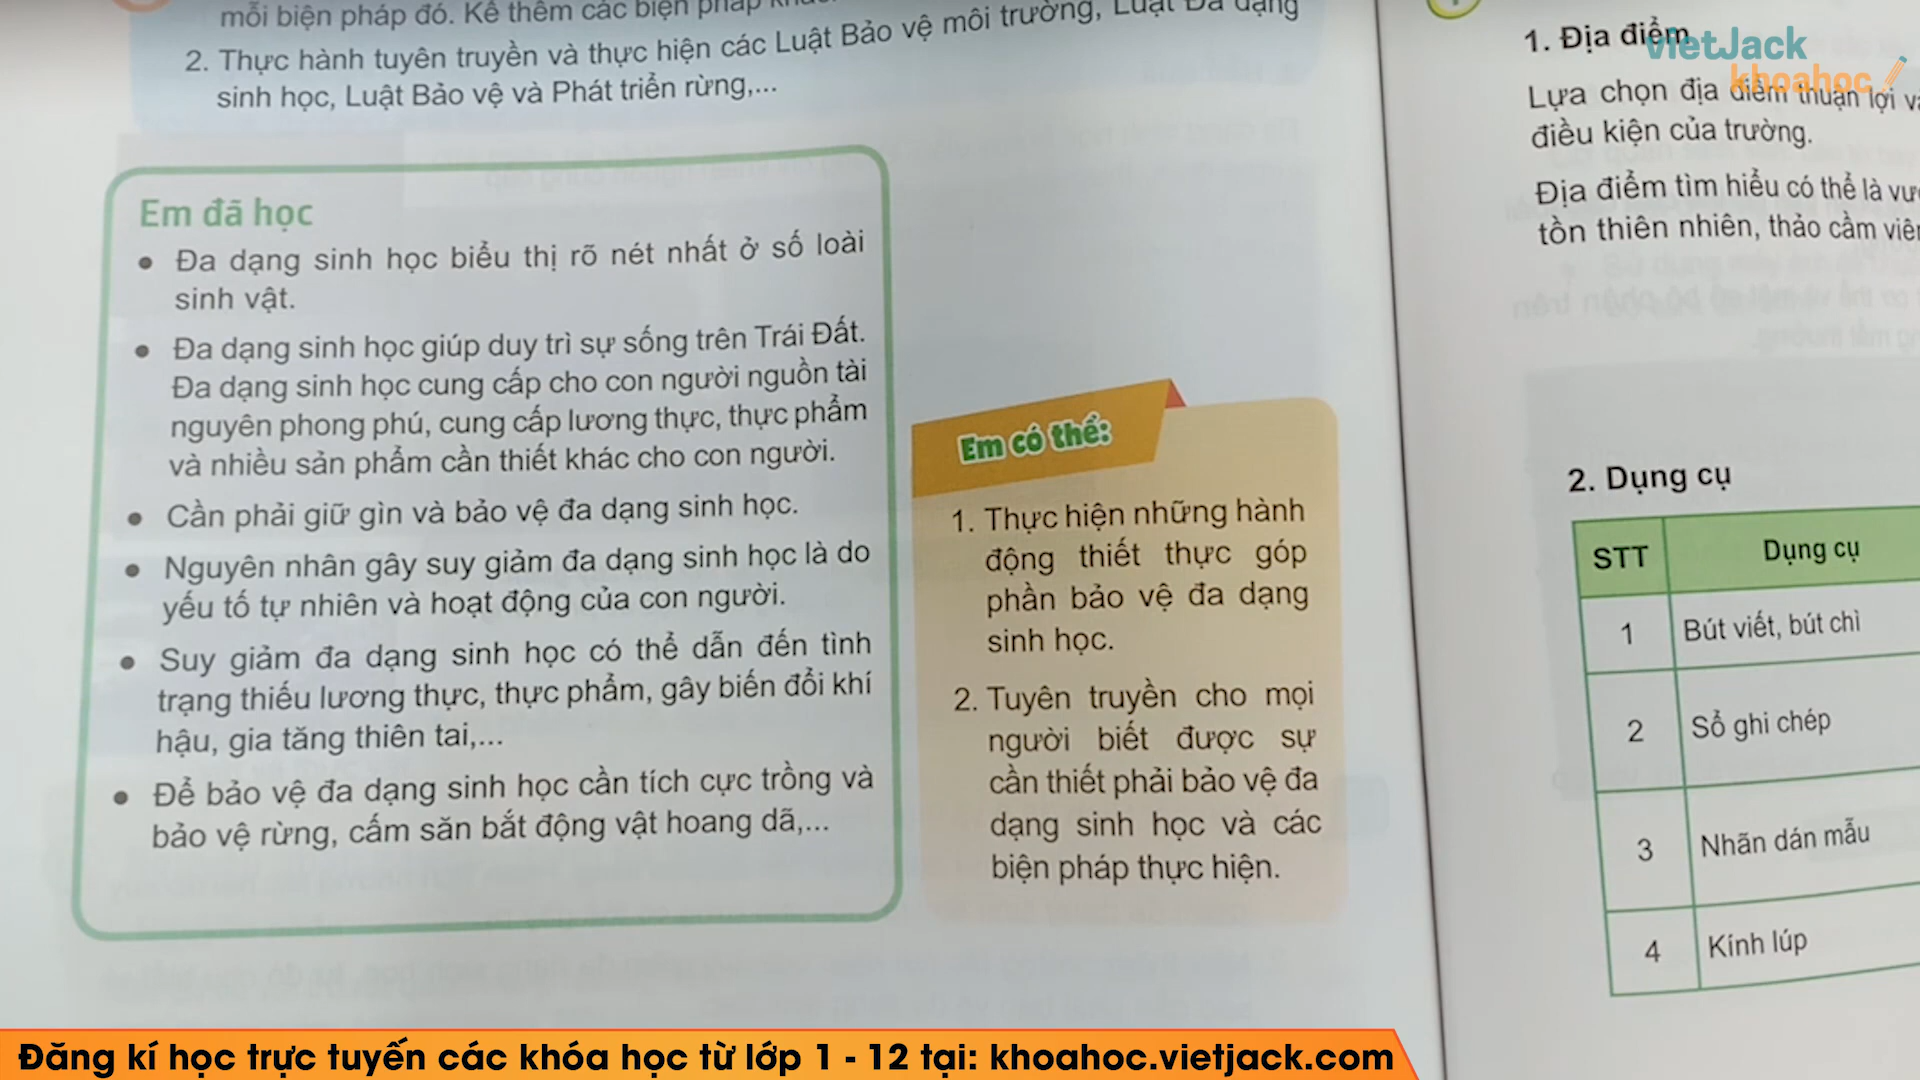 mỗi biện pháp đó. Kể thêm các biện pháp
2. Thực hành tuyên truyền và thực hiện các Luật Bảo vệ môi trường, Luật Đa dạng
sinh học, Luật Bảo vệ và Phát triển rừng,...
Em đã học
• Đa dạng sinh học biểu thị rõ nét nhất ở số loài
sinh vật.
• Đa dạng sinh học giúp duy trì sự sống trên Trái Đất.
Đa dạng sinh học cung cấp cho con người nguồn tài
nguyên phong phú, cung cấp lương thực, thực phẩm
và nhiều sản phẩm cần thiết khác cho con người.
• Cần phải giữ gìn và bảo vệ đa dạng sinh học.
• Nguyên nhân gây suy giảm đa dạng sinh học là do
yếu tố tự nhiên và hoạt động của con người.
• Suy giảm đa dạng sinh học có thể dẫn đến tình
trạng thiếu lương thực, thực phẩm, gây biến đổi khí
hậu, gia tăng thiên tai,...
• Để bảo vệ đa dạng sinh học cần tích cực trồng và
bảo vệ rừng, cấm săn bắt động vật hoang dã,...
Em có thể:
1. Thực hiện những hành
động thiết thực góp
phần bảo vệ đa dạng
sinh học.
2. Tuyên truyền cho mọi
người biết được sự
cần thiết phải bảo vệ đa
dạng sinh học và các
biện pháp thực hiện.
1. Địa điểm
Lựa chọn địa điểm thuận lợi
điều kiện của trường.
Địa điểm tìm hiểu có thể là
tồn thiên nhiên, thảo cầm
2. Dụng cụ
STT Dụng cụ
1 Bút viết, bút chì
2 Sổ ghi chép
3 Nhãn dán mẫu
4 Kính lúp
vietJack
khoahoc
Đăng kí học trực tuyến các khóa học từ lớp 1 - 12 tại: khoahoc.vietjack.com